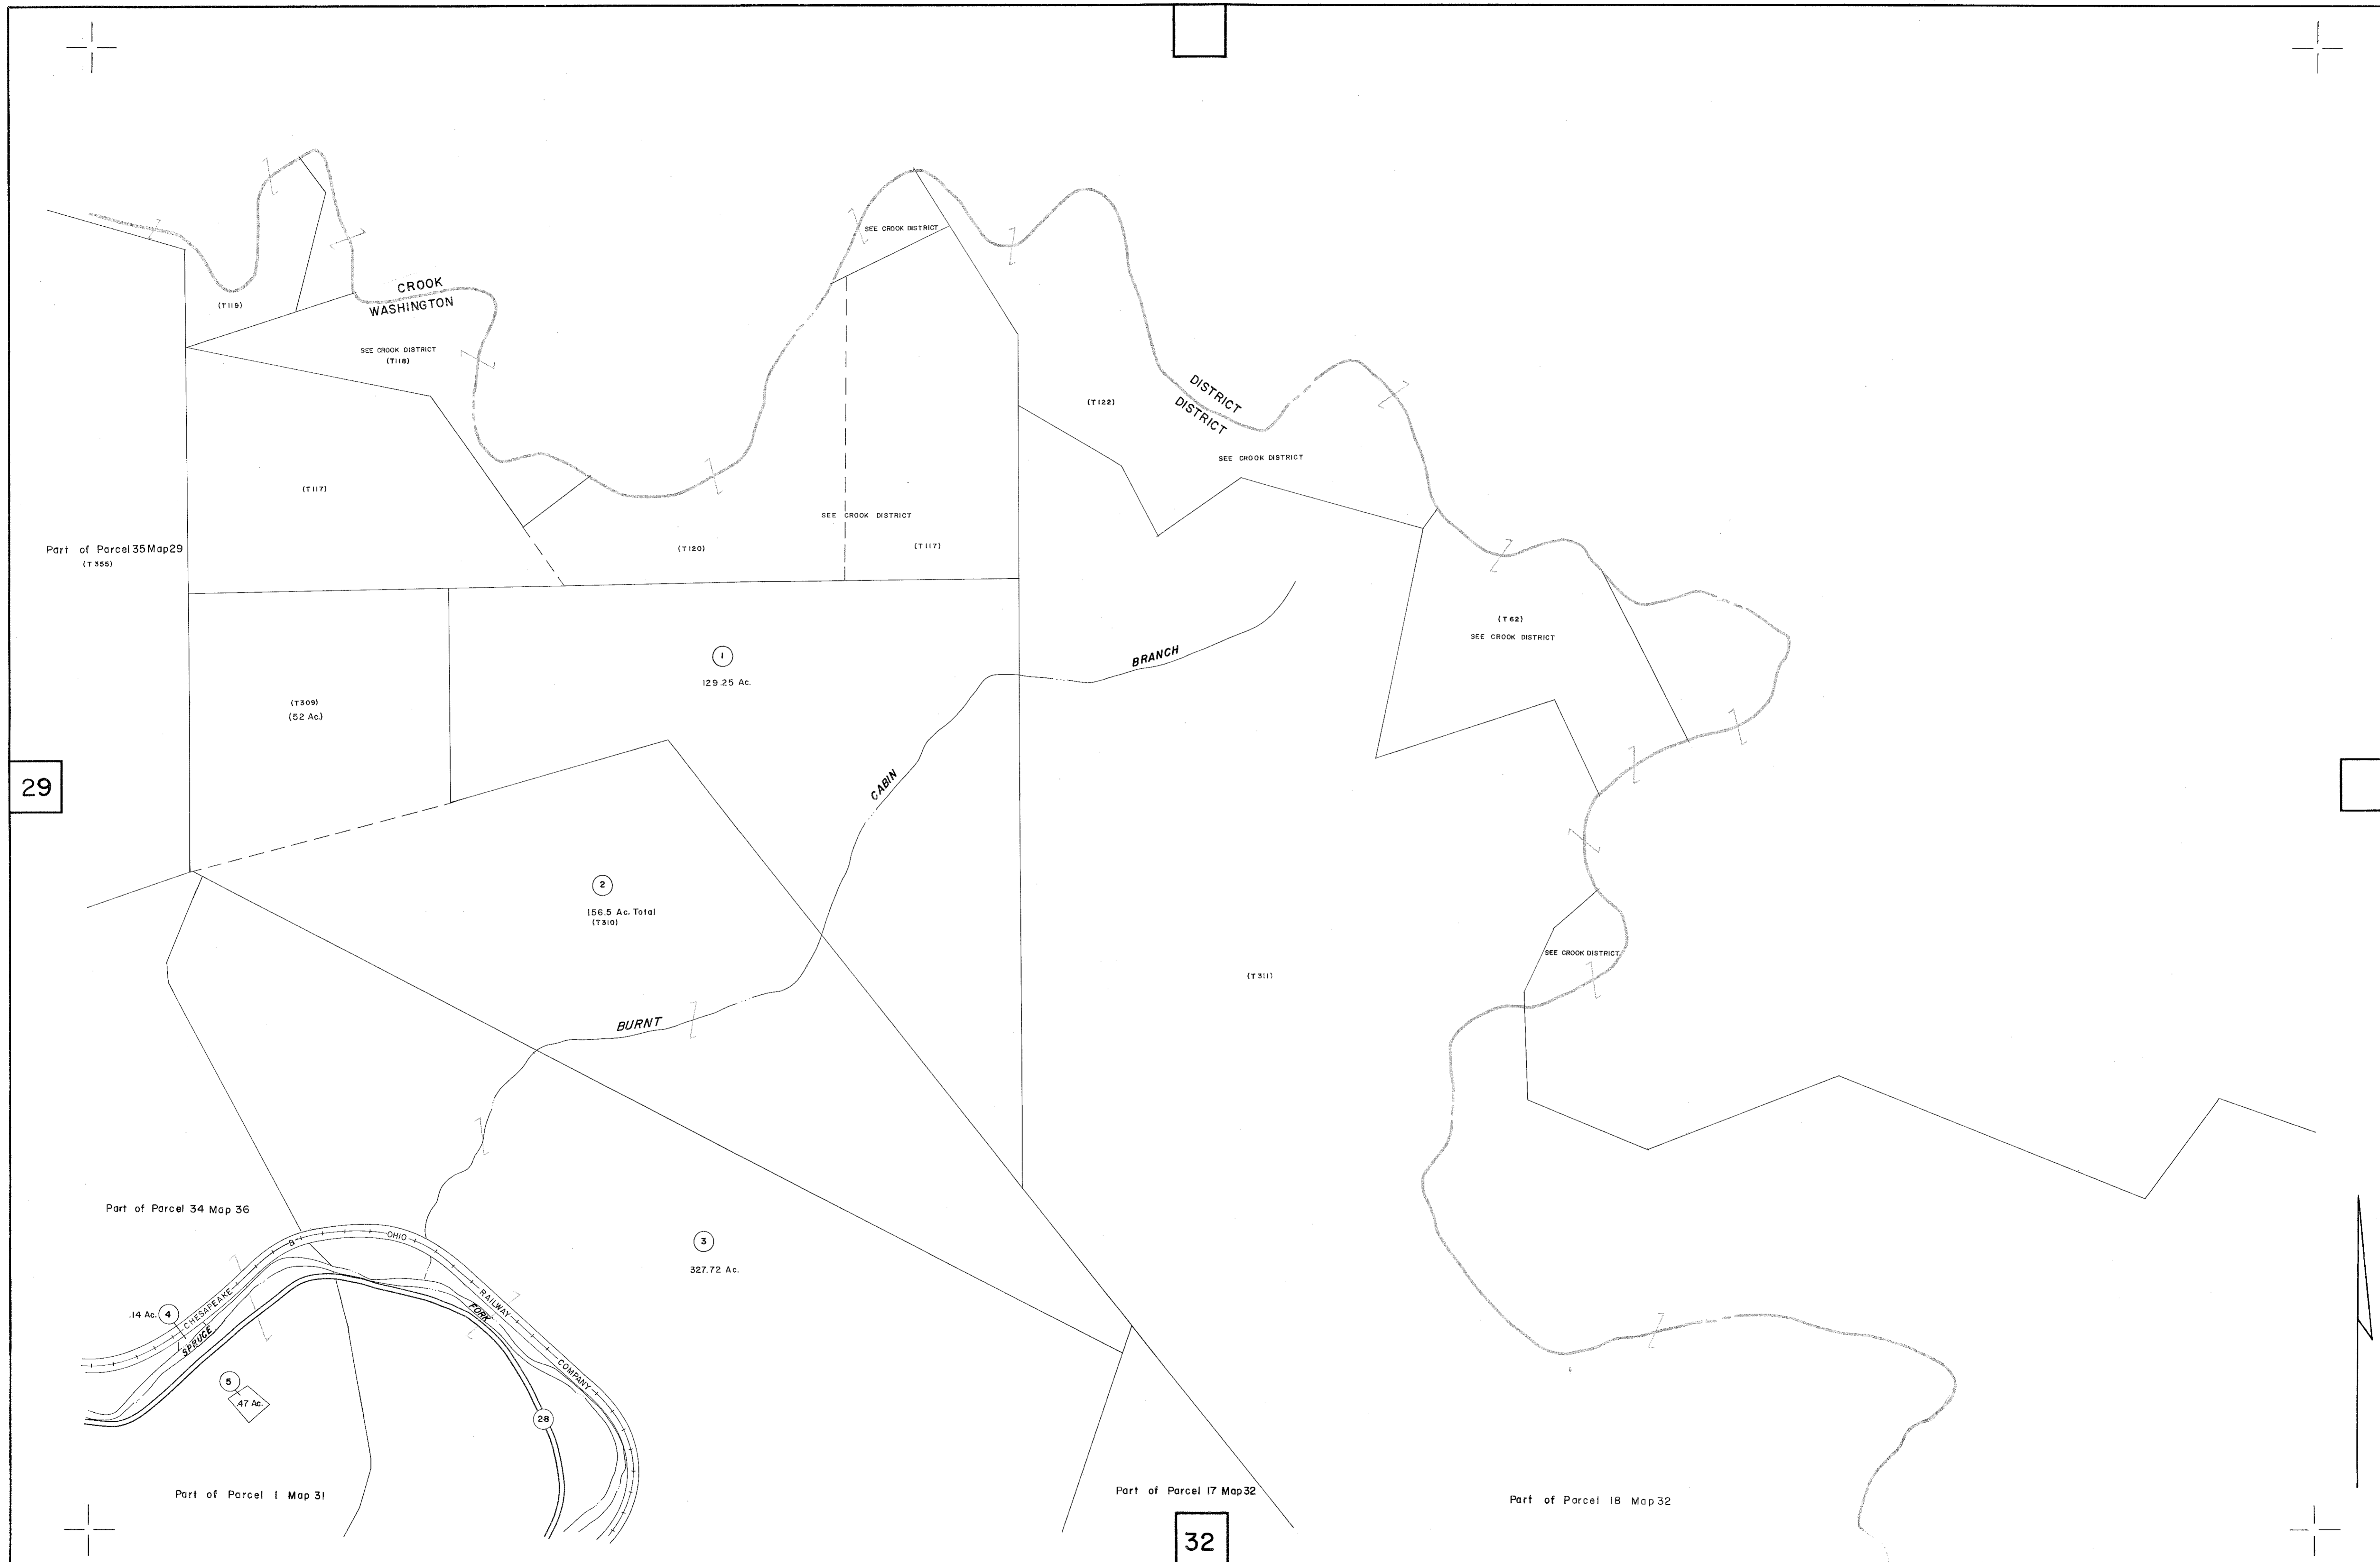 SEE CROOK DISTRICT
CROOK
WASHINGTON
(T119)
SEE CROOK DISTRICT
(T118)
DISTRICT
DISTRICT
(T122)
SEE CROOK DISTRICT
(T117)
SEE CROOK DISTRICT
(T120)
(T117)
Part of Parcel 35 Map 29
(T355)
(T62)
SEE CROOK DISTRICT
1
129.25 Ac.
BRANCH
(T309)
(52 Ac.)
29
CABIN
2
156.5 Ac. Total
(T310)
SEE CROOK DISTRICT
(T311)
BURNT
Part of Parcel 34 Map 36
3
327.72 Ac.
CHESAPEAKE & OHIO RAILWAY COMPANY
.14 Ac. 4
SPRUCE FORK
5
.47 Ac.
28
Part of Parcel 1 Map 31
Part of Parcel 17 Map 32
Part of Parcel 18 Map 32
32